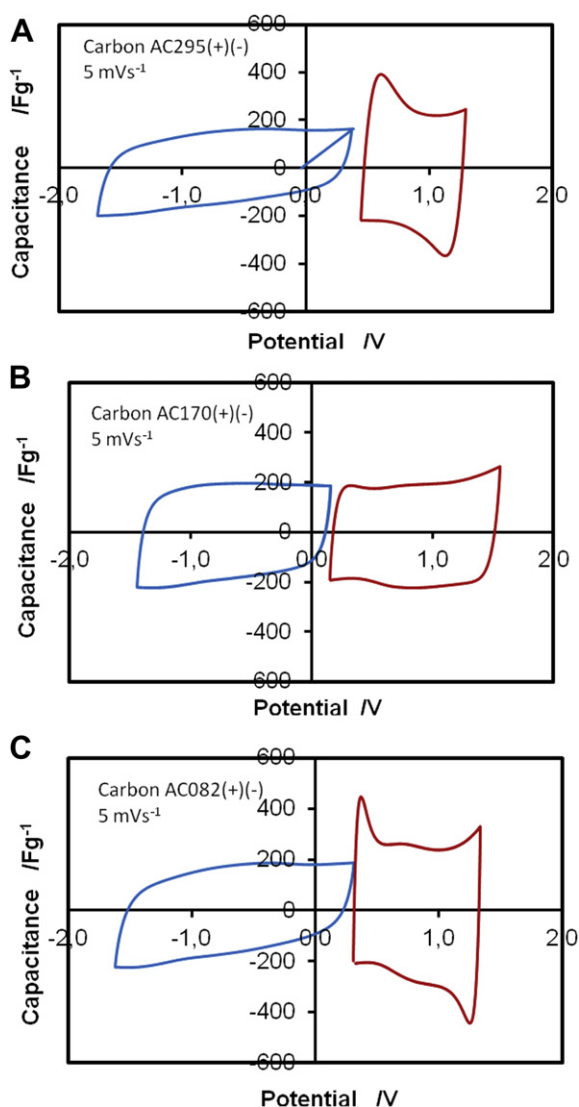 A
Carbon AC295(+)(-)
5 mVs⁻¹
Capacitance /Fg⁻¹
600
400
200
0
-200
-400
-600
-2,0
-1,0
0.0
1,0
2.0
Potential /V
B
Carbon AC170(+)(-)
5 mVs⁻¹
Capacitance /Fg⁻¹
600
400
200
0
-200
-400
-600
-2,0
-1,0
0.0
1,0
2.0
Potential /V
C
Carbon AC082(+)(-)
5 mVs⁻¹
Capacitance /Fg⁻¹
600
400
200
0
-200
-400
-600
-2,0
-1,0
0.0
1,0
2.0
Potential /V